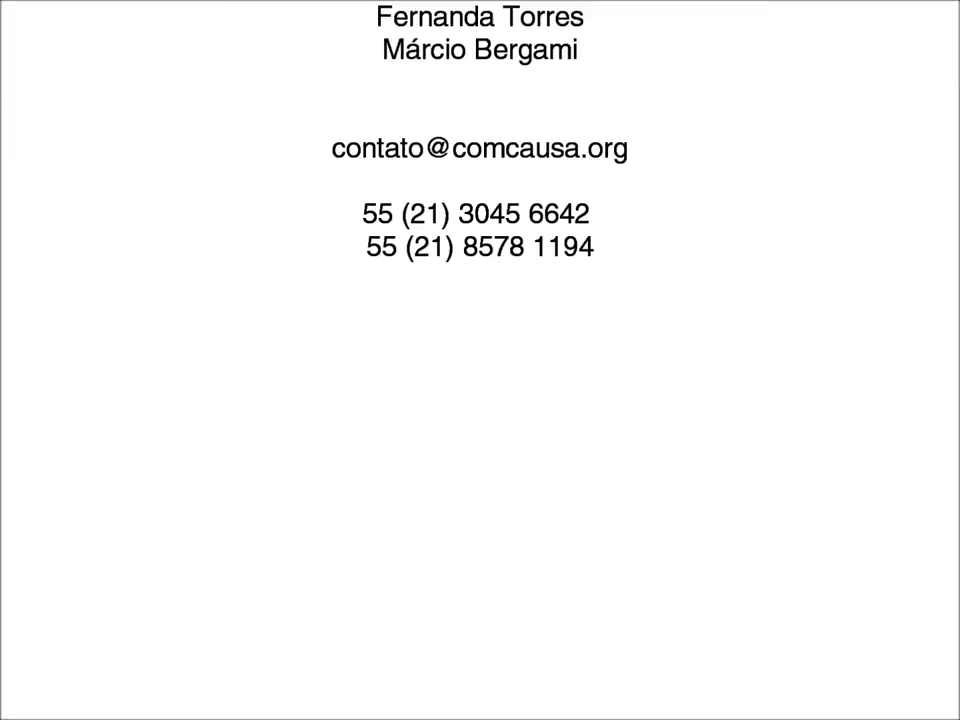 Fernanda Torres
Márcio Bergami
contato@comcausa.org
55 (21) 3045 6642
55 (21) 8578 1194